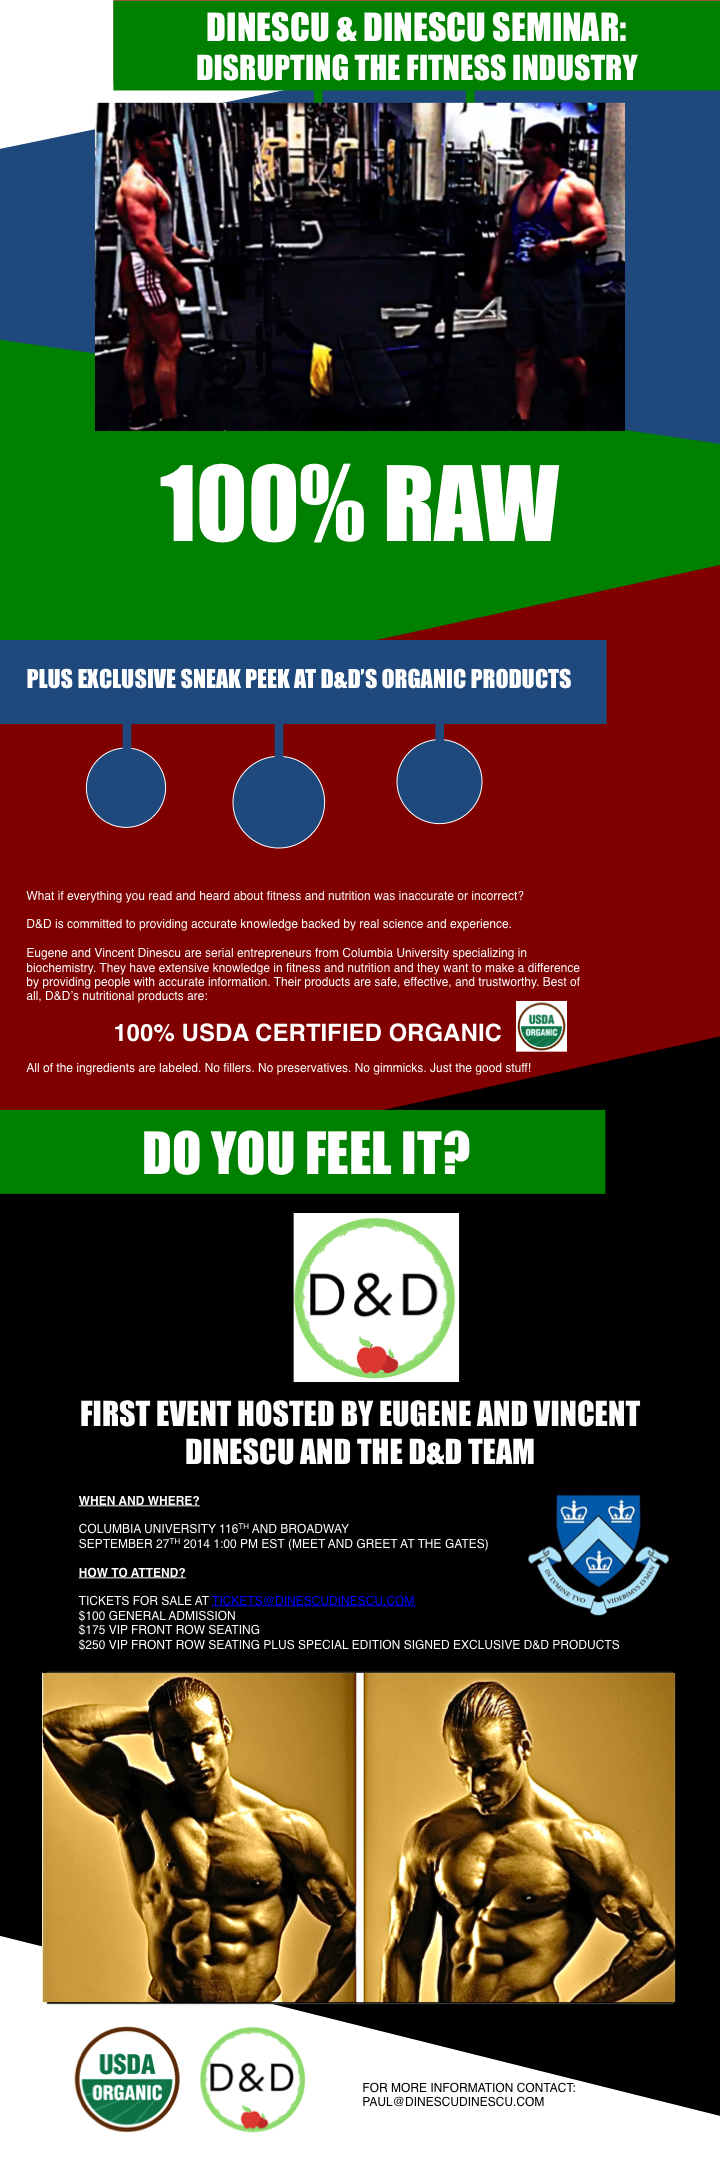 DINESCU & DINESCU SEMINAR:
DISRUPTING THE FITNESS INDUSTRY
100% RAW
PLUS EXCLUSIVE SNEAK PEEK AT D&D'S ORGANIC PRODUCTS
What if everything you read and heard about fitness and nutrition was inaccurate or incorrect?
D&D is committed to providing accurate knowledge backed by real science and experience.
Eugene and Vincent Dinescu are serial entrepreneurs from Columbia University specializing in
biochemistry. They have extensive knowledge in fitness and nutrition and they want to make a difference
by providing people with accurate information. Their products are safe, effective, and trustworthy. Best of
all, D&D's nutritional products are:
100% USDA CERTIFIED ORGANIC
USDA
ORGANIC
All of the ingredients are labeled. No fillers. No preservatives. No gimmicks. Just the good stuff!
DO YOU FEEL IT?
D&D
FIRST EVENT HOSTED BY EUGENE AND VINCENT
DINESCU AND THE D&D TEAM
WHEN AND WHERE?
COLUMBIA UNIVERSITY 116TH AND BROADWAY
SEPTEMBER 27TH 2014 1:00 PM EST (MEET AND GREET AT THE GATES)
IN LVMINE TVO VIDEBIMVS LVMEN
HOW TO ATTEND?
TICKETS FOR SALE AT TICKETS@DINESCUDINESCU.COM
$100 GENERAL ADMISSION
$175 VIP FRONT ROW SEATING
$250 VIP FRONT ROW SEATING PLUS SPECIAL EDITION SIGNED EXCLUSIVE D&D PRODUCTS
USDA
ORGANIC
D&D
FOR MORE INFORMATION CONTACT:
PAUL@DINESCUDINESCU.COM